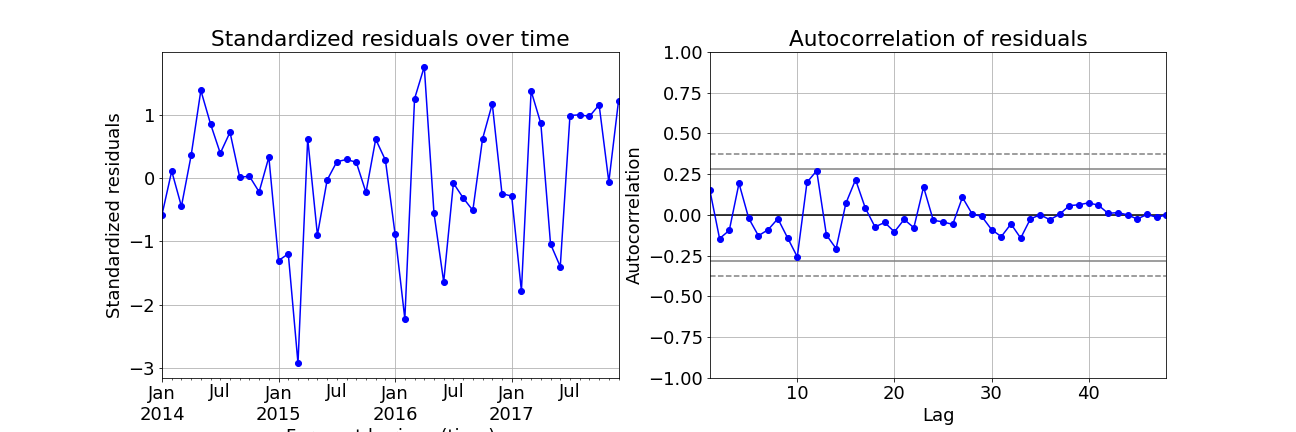 Standardized residuals over time
Standardized residuals
1
0
−1
−2
−3
Jan
2014
Jul
Jan
2015
Jul
Jan
2016
Jul
Jan
2017
Jul
Autocorrelation of residuals
Autocorrelation
1.00
0.75
0.50
0.25
0.00
−0.25
−0.50
−0.75
−1.00
10
20
30
40
Lag